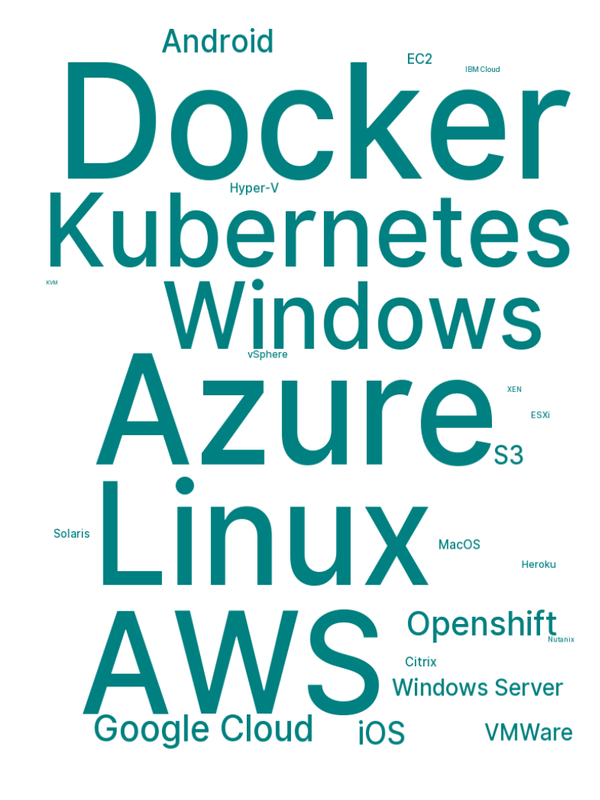 Android
EC2
IBM Cloud
Docker
Hyper-V
Kubernetes
KVM
Windows
vSphere
Azure
XEN
ESXi
S3
Linux
Solaris
MacOS
Heroku
AWS
Openshift
Nutanix
Citrix
Windows Server
Google Cloud
iOS
VMWare